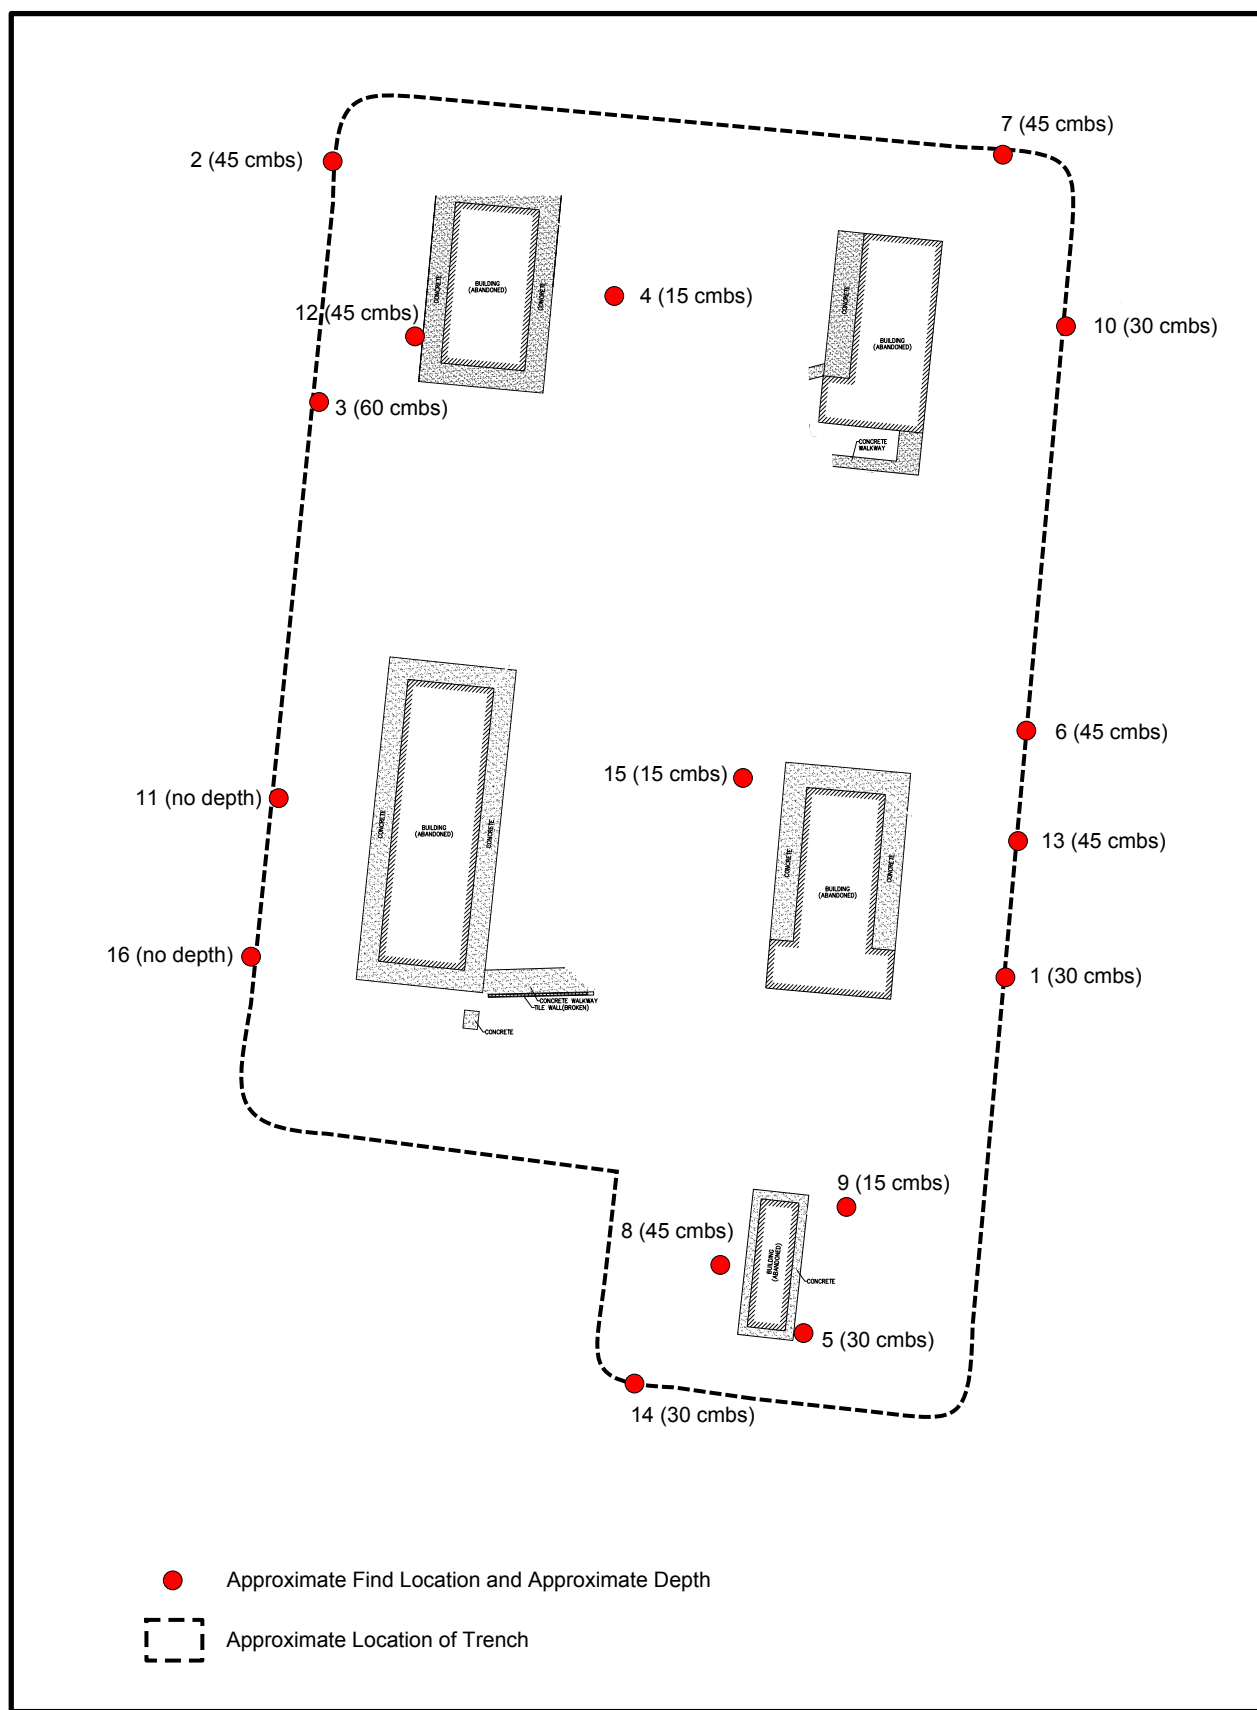 7 (45 cmbs)
2 (45 cmbs)
CONCRETE
BUILDING
(ABANDONED)
CONCRETE
4 (15 cmbs)
12 (45 cmbs)
CONCRETE
BUILDING
(ABANDONED)
10 (30 cmbs)
3 (60 cmbs)
CONCRETE
WALKWAY
6 (45 cmbs)
15 (15 cmbs)
11 (no depth)
CONCRETE
BUILDING
(ABANDONED)
CONCRETE
13 (45 cmbs)
CONCRETE
BUILDING
(ABANDONED)
CONCRETE
16 (no depth)
1 (30 cmbs)
CONCRETE WALKWAY
TILE WALL(BROKEN)
CONCRETE
9 (15 cmbs)
8 (45 cmbs)
BUILDING
(ABANDONED)
CONCRETE
5 (30 cmbs)
14 (30 cmbs)
Approximate Find Location and Approximate Depth
Approximate Location of Trench